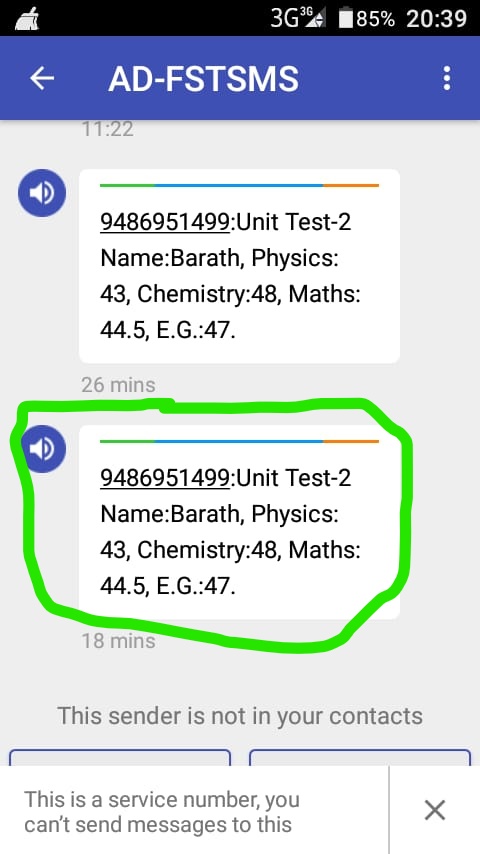 3G 3G 85% 20:39
AD-FSTSMS
11:22
9486951499:Unit Test-2
Name:Barath, Physics:
43, Chemistry:48, Maths:
44.5, E.G.:47.
26 mins
9486951499:Unit Test-2
Name:Barath, Physics:
43, Chemistry:48, Maths:
44.5, E.G.:47.
18 mins
This sender is not in your contacts
This is a service number, you
can’t send messages to this